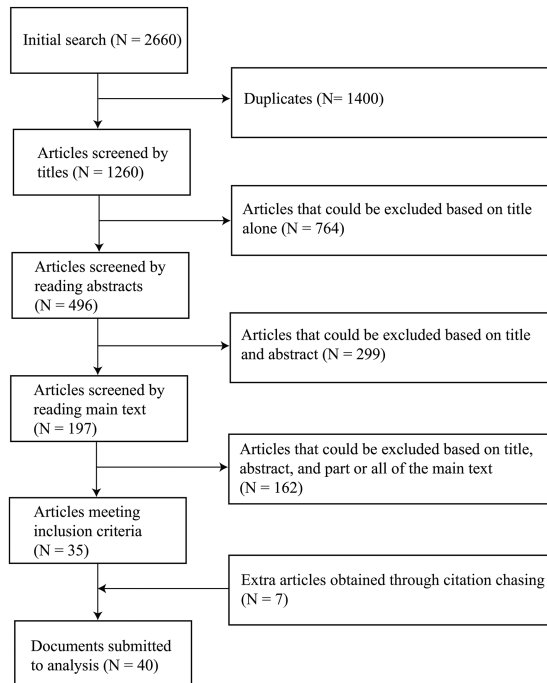 Initial search (N = 2660)
Duplicates (N= 1400)
Articles screened by
titles (N = 1260)
Articles that could be excluded based on title
alone (N = 764)
Articles screened by
reading abstracts
(N = 496)
Articles that could be excluded based on title
and abstract (N = 299)
Articles screened by
reading main text
(N = 197)
Articles that could be excluded based on title,
abstract, and part or all of the main text
(N = 162)
Articles meeting
inclusion criteria
(N = 35)
Extra articles obtained through citation chasing
(N = 7)
Documents submitted
to analysis (N = 40)